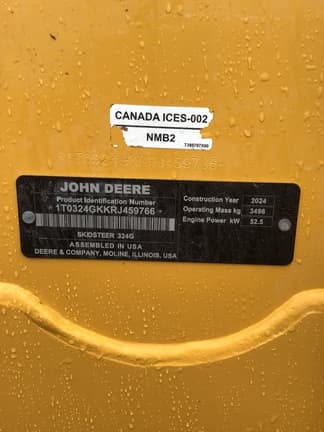 CANADA ICES-002
NMB2
JOHN DEERE
Product Identification Number
*1T0324GKKRJ459766*
SKIDSTEER 324G
ASSEMBLED IN USA
DEERE & COMPANY, MOLINE, ILLINOIS, USA
Construction Year 2024
Operating Mass kg 3498
Engine Power kW 52.5